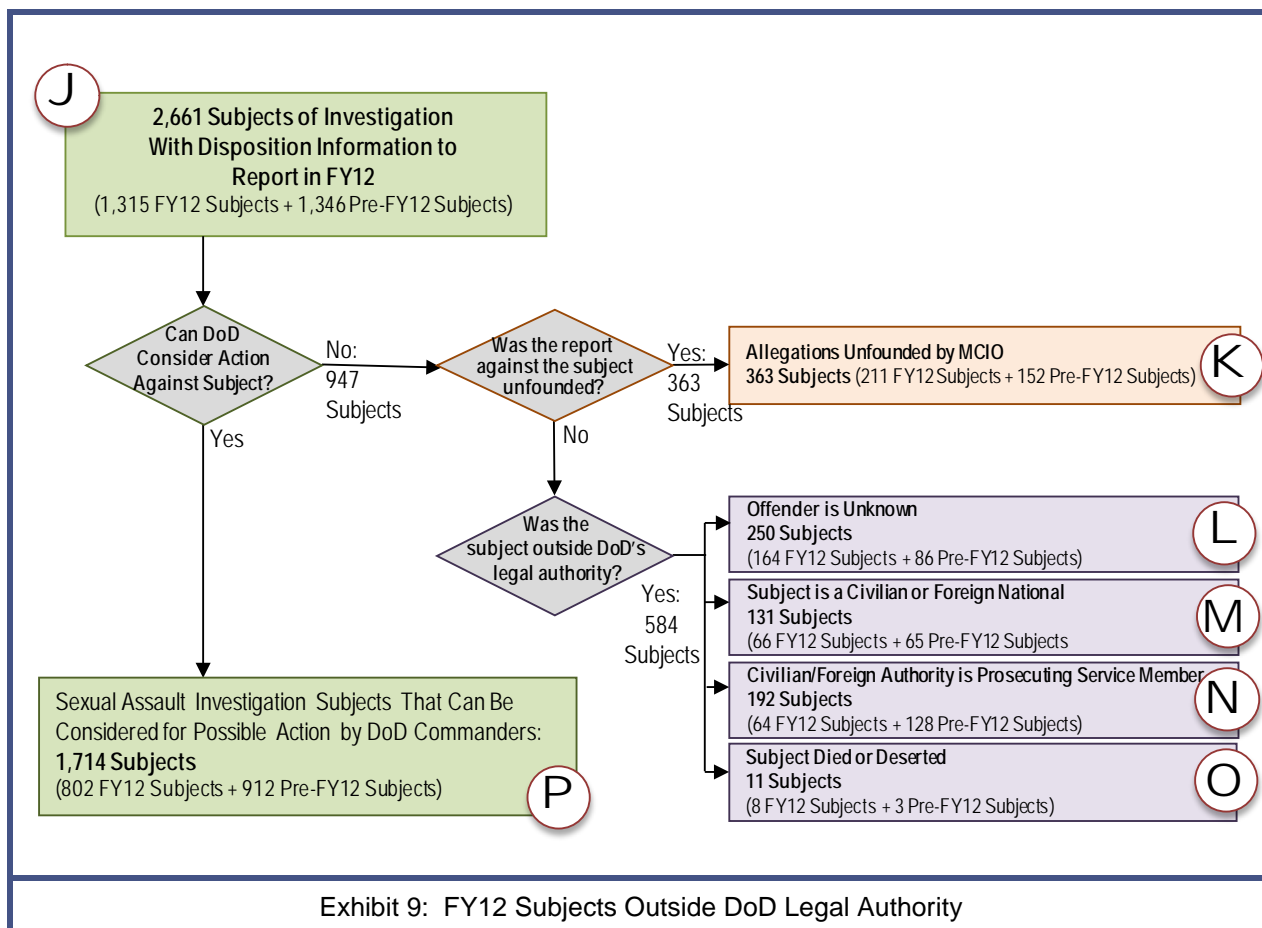 J
2,661 Subjects of Investigation
With Disposition Information to
Report in FY12
(1,315 FY12 Subjects + 1,346 Pre-FY12 Subjects)
Can DoD
Consider Action
Against Subject?
No:
947
Subjects
Was the report
against the subject
unfounded?
Yes:
363
Subjects
Allegations Unfounded by MCIO
363 Subjects (211 FY12 Subjects + 152 Pre-FY12 Subjects)
K
Yes
No
Was the
subject outside DoD's
legal authority?
Yes:
584
Subjects
Offender is Unknown
250 Subjects
(164 FY12 Subjects + 86 Pre-FY12 Subjects)
L
Subject is a Civilian or Foreign National
131 Subjects
(66 FY12 Subjects + 65 Pre-FY12 Subjects
M
Civilian/Foreign Authority is Prosecuting Service Member
192 Subjects
(64 FY12 Subjects + 128 Pre-FY12 Subjects)
N
Subject Died or Deserted
11 Subjects
(8 FY12 Subjects + 3 Pre-FY12 Subjects)
O
Sexual Assault Investigation Subjects That Can Be
Considered for Possible Action by DoD Commanders:
1,714 Subjects
(802 FY12 Subjects + 912 Pre-FY12 Subjects)
P
Exhibit 9: FY12 Subjects Outside DoD Legal Authority